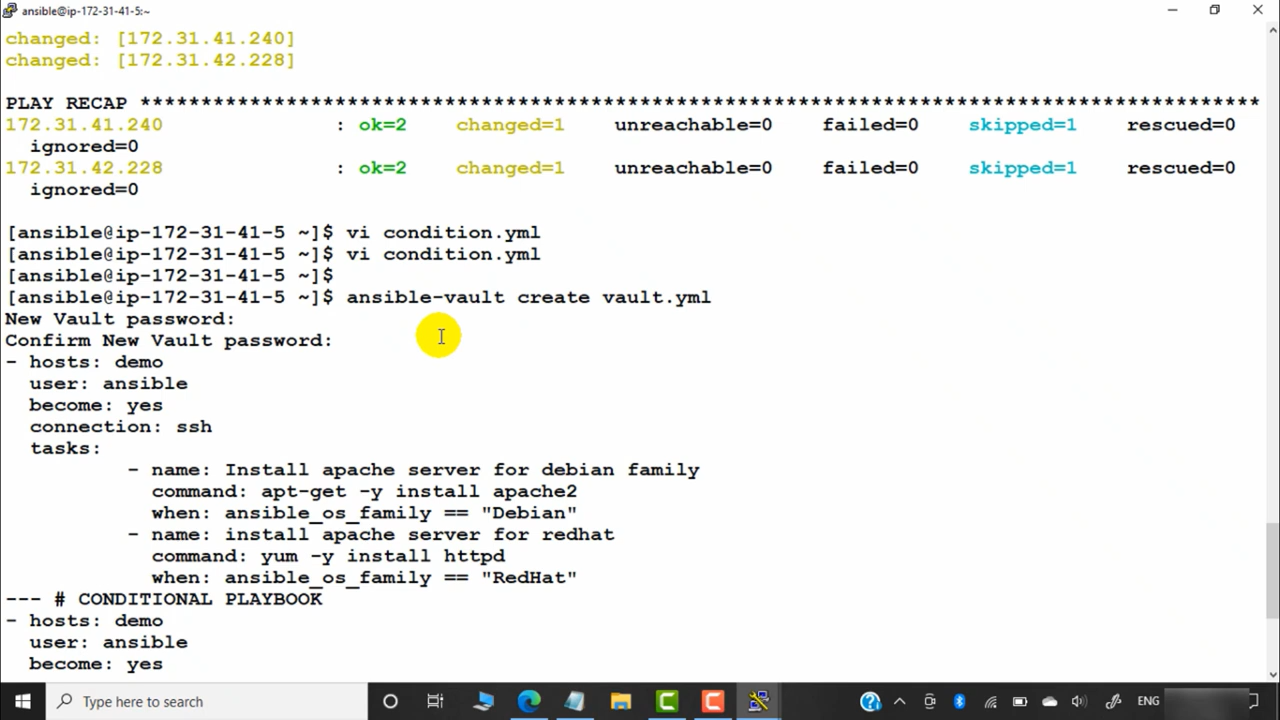 ansible@ip-172-31-41-5:~
changed: [172.31.41.240]
changed: [172.31.42.228]
PLAY RECAP ********************************************************************************************
172.31.41.240 : ok=2 changed=1 unreachable=0 failed=0 skipped=1 rescued=0
ignored=0
172.31.42.228 : ok=2 changed=1 unreachable=0 failed=0 skipped=1 rescued=0
ignored=0
[ansible@ip-172-31-41-5 ~]$ vi condition.yml
[ansible@ip-172-31-41-5 ~]$ vi condition.yml
[ansible@ip-172-31-41-5 ~]$
[ansible@ip-172-31-41-5 ~]$ ansible-vault create vault.yml
New Vault password:
Confirm New Vault password:
- hosts: demo
user: ansible
become: yes
connection: ssh
tasks:
- name: Install apache server for debian family
command: apt-get -y install apache2
when: ansible_os_family == "Debian"
- name: install apache server for redhat
command: yum -y install httpd
when: ansible_os_family == "RedHat"
--- # CONDITIONAL PLAYBOOK
- hosts: demo
user: ansible
become: yes
Type here to search
ENG